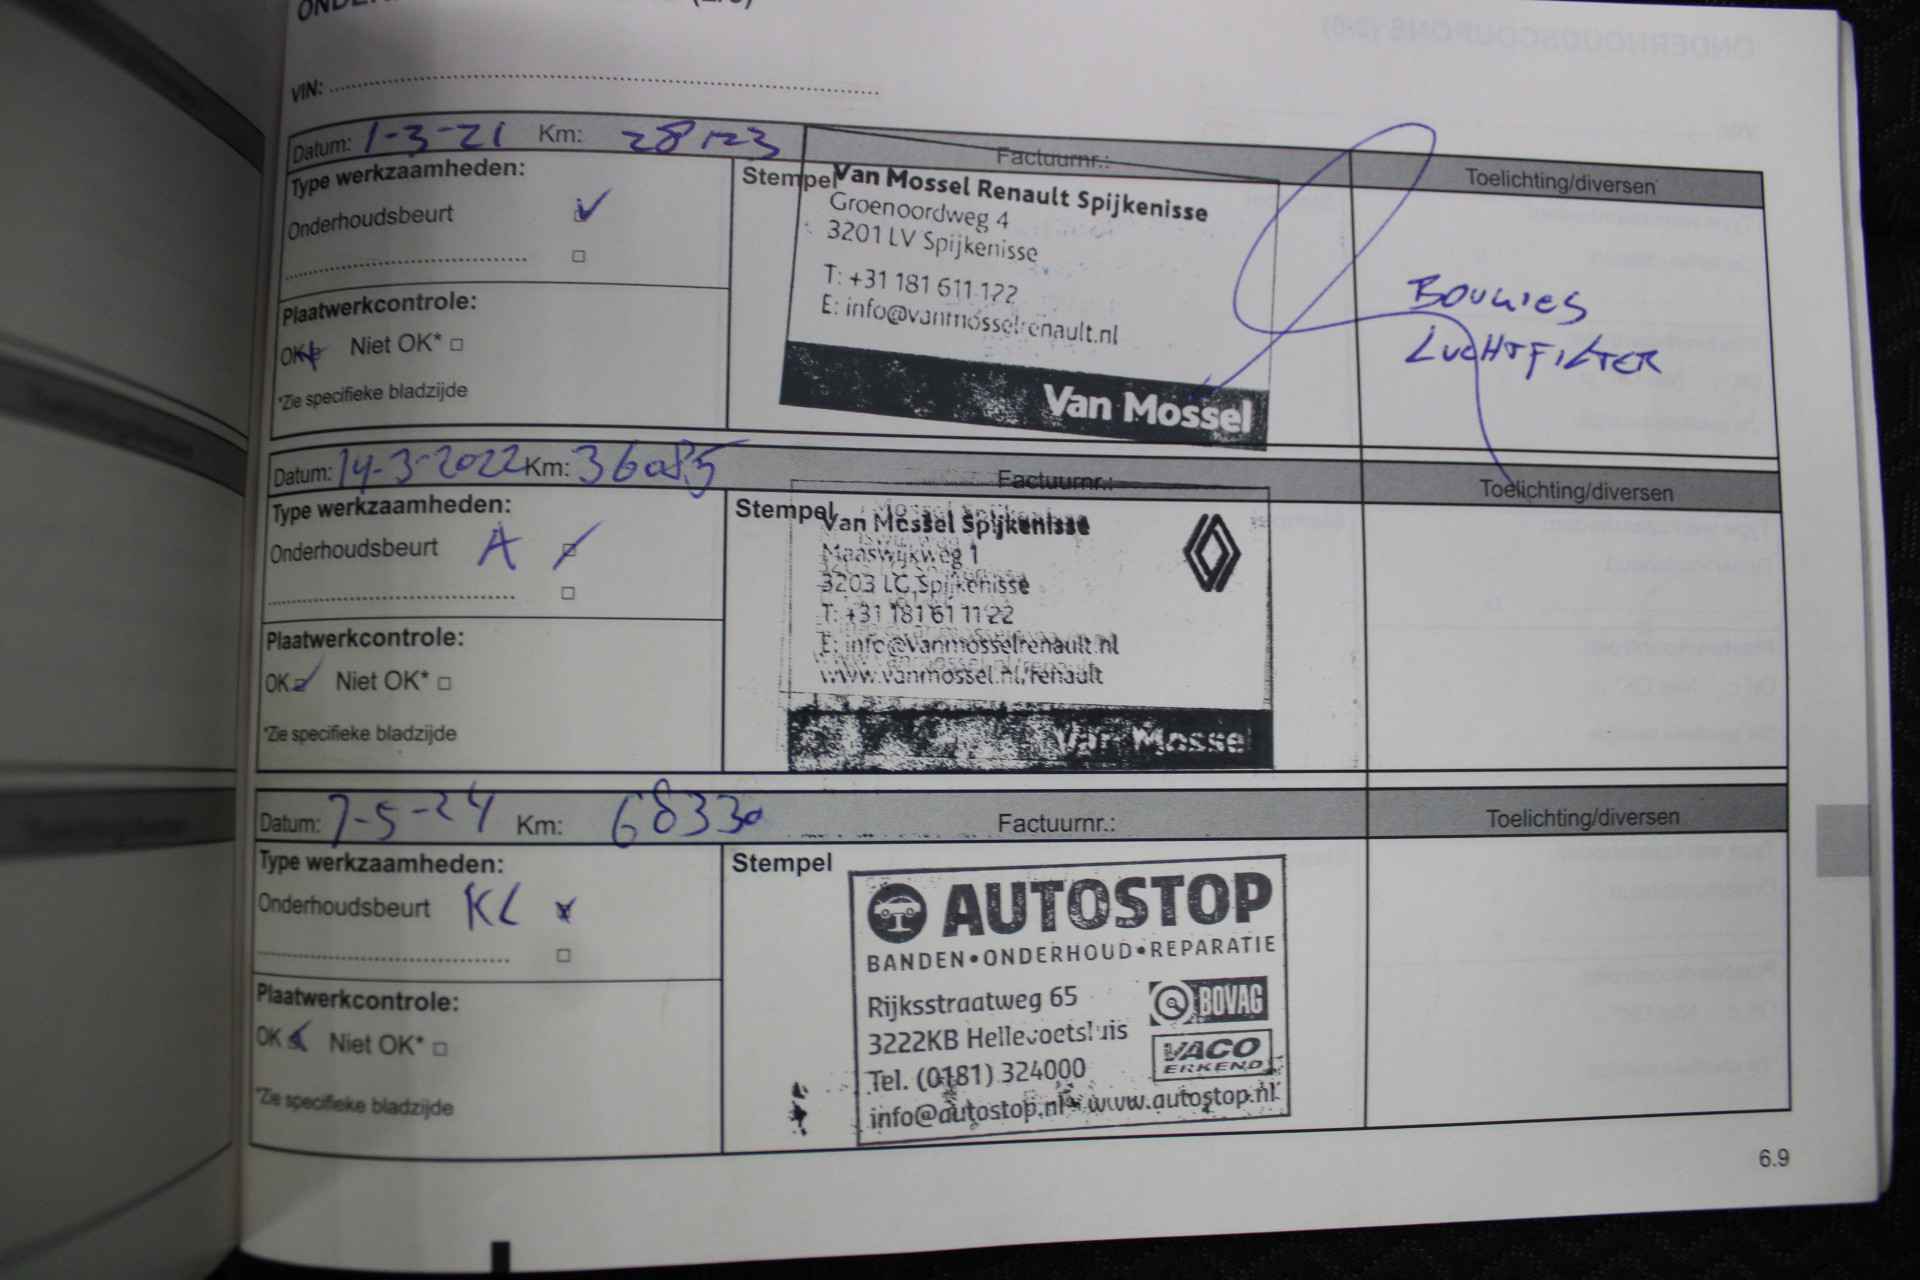 VIN:
Datum: 1-3-21 Km: 28123 Factuurnr.: Toelichting/diversen
Type werkzaamheden:
Onderhoudsbeurt
Plaatwerkcontrole:
OK Niet OK*
*Zie specifieke bladzijde
Stempel
Van Mossel Renault Spijkenisse
Groenoordweg 4
3201 LV Spijkenisse
T: +31 181 611 122
E: info@vanmosselrenault.nl
Van Mossel
BOUGIES
LUCHTFILTER
Datum: 14-3-2022 Km: 36085 Factuurnr.: Toelichting/diversen
Type werkzaamheden:
Onderhoudsbeurt A
Plaatwerkcontrole:
OK Niet OK*
*Zie specifieke bladzijde
Stempel
Van Mossel Spijkenisse
Maaswijkweg 1
3203 LC Spijkenisse
T: +31 181 61 11 22
E: info@vanmosselrenault.nl
www.vanmossel.nl/renault
Van Mossel
Datum: 7-5-24 Km: 68330 Factuurnr.: Toelichting/diversen
Type werkzaamheden:
Onderhoudsbeurt KL
Plaatwerkcontrole:
OK Niet OK*
*Zie specifieke bladzijde
Stempel
AUTOSTOP
BANDEN•ONDERHOUD•REPARATIE
Rijksstraatweg 65
3222KB Hellevoetsluis
Tel. (0181) 324000
info@autostop.nl • www.autostop.nl
BOVAG
VACO
ERKEND
6.9